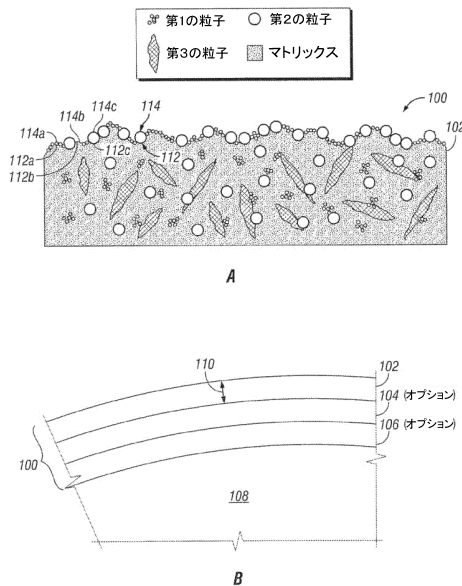 第1の粒子 第2の粒子
第3の粒子 マトリックス
100
114c
114b 114
114a 102
112a 112c 112
112b
A
110
102
104 (オプション)
106 (オプション)
100
108
B